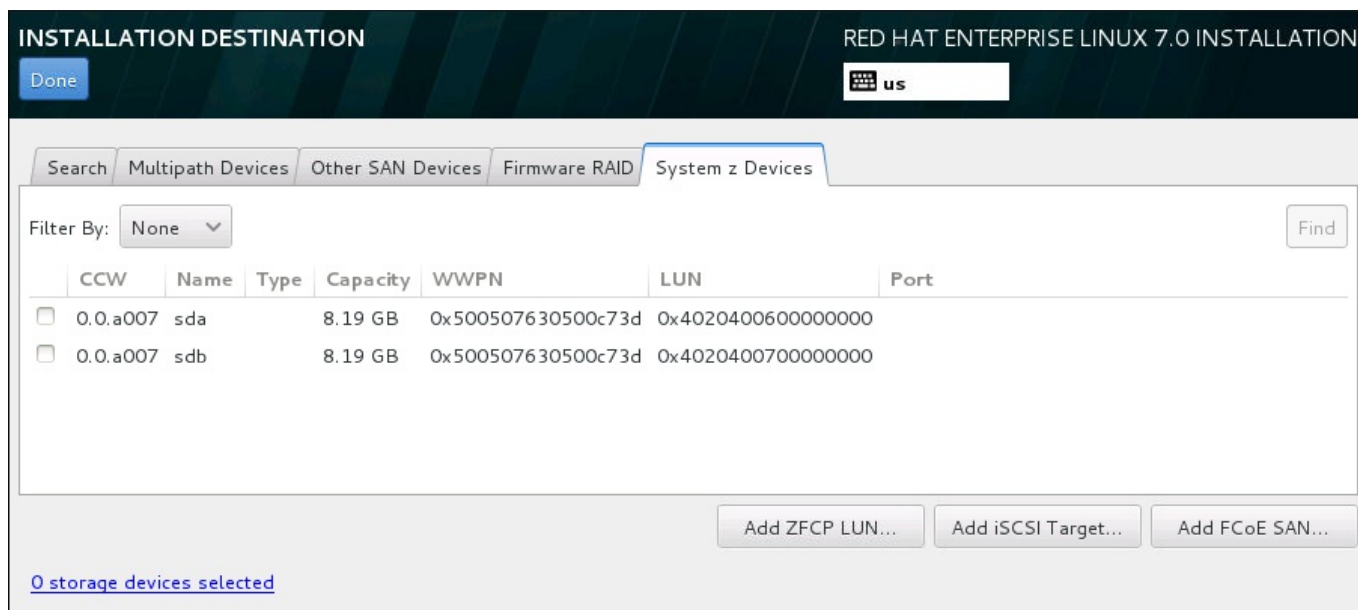 INSTALLATION DESTINATION
RED HAT ENTERPRISE LINUX 7.0 INSTALLATION
Done
us
Search Multipath Devices Other SAN Devices Firmware RAID System z Devices
Filter By: None Find
CCW Name Type Capacity WWPN LUN Port
0.0.a007 sda 8.19 GB 0x500507630500c73d 0x4020400600000000
0.0.a007 sdb 8.19 GB 0x500507630500c73d 0x4020400700000000
Add ZFCP LUN... Add iSCSI Target... Add FCoE SAN...
0 storage devices selected